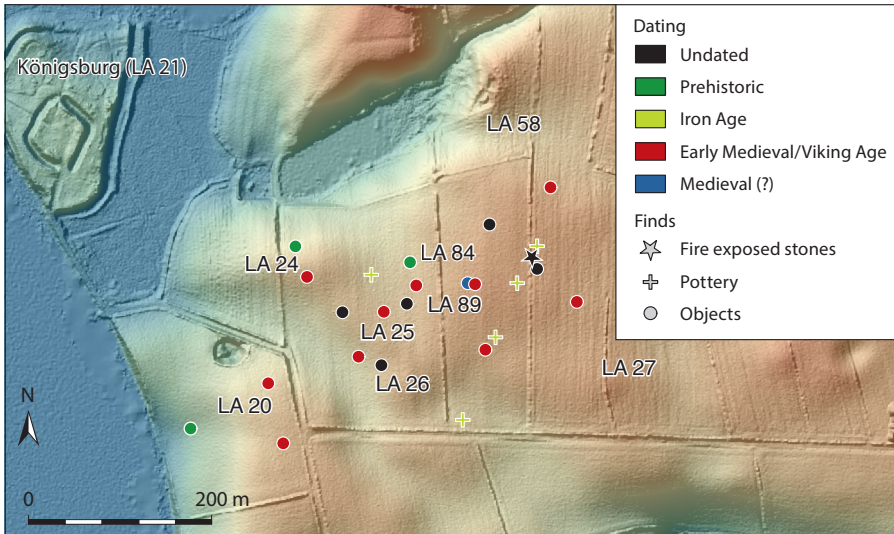 Königsburg (LA 21)
LA 58
LA 24
LA 84
LA 89
LA 25
LA 26
LA 27
LA 20
N
0
200 m
Dating
Undated
Prehistoric
Iron Age
Early Medieval/Viking Age
Medieval (?)
Finds
Fire exposed stones
Pottery
Objects